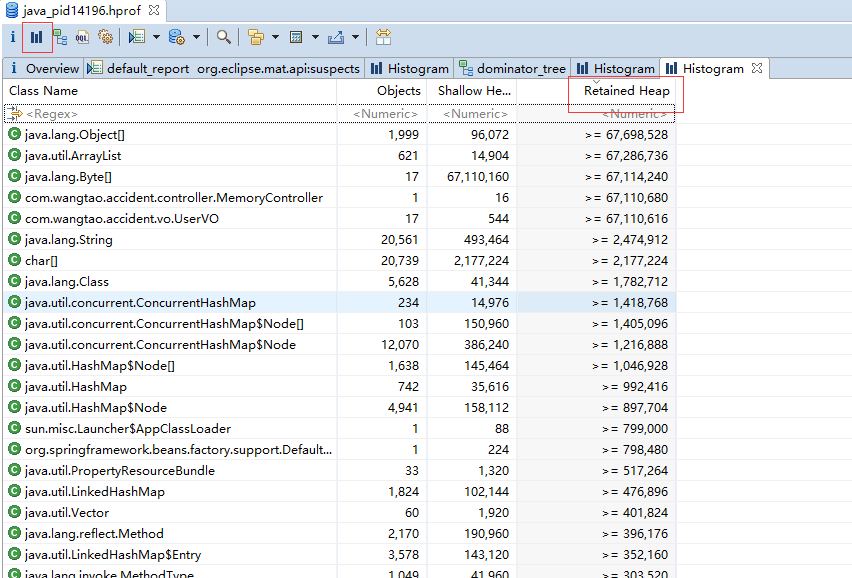 java_pid14196.hprof
i OQL
i Overview default_report org.eclipse.mat.api:suspects Histogram dominator_tree Histogram Histogram
Class Name Objects Shallow He... Retained Heap
<Regex> <Numeric> <Numeric> <Numeric>
java.lang.Object[] 1,999 96,072 >= 67,698,528
java.util.ArrayList 621 14,904 >= 67,286,736
java.lang.Byte[] 17 67,110,160 >= 67,114,240
com.wangtao.accident.controller.MemoryController 1 16 >= 67,110,680
com.wangtao.accident.vo.UserVO 17 544 >= 67,110,616
java.lang.String 20,561 493,464 >= 2,474,912
char[] 20,739 2,177,224 >= 2,177,224
java.lang.Class 5,628 41,344 >= 1,782,712
java.util.concurrent.ConcurrentHashMap 234 14,976 >= 1,418,768
java.util.concurrent.ConcurrentHashMap$Node[] 103 150,960 >= 1,405,096
java.util.concurrent.ConcurrentHashMap$Node 12,070 386,240 >= 1,216,888
java.util.HashMap$Node[] 1,638 145,464 >= 1,046,928
java.util.HashMap 742 35,616 >= 992,416
java.util.HashMap$Node 4,941 158,112 >= 897,704
sun.misc.Launcher$AppClassLoader 1 88 >= 799,000
org.springframework.beans.factory.support.Default... 1 224 >= 798,480
java.util.PropertyResourceBundle 33 1,320 >= 517,264
java.util.LinkedHashMap 1,824 102,144 >= 476,896
java.util.Vector 60 1,920 >= 401,824
java.lang.reflect.Method 2,170 190,960 >= 396,176
java.util.LinkedHashMap$Entry 3,578 143,120 >= 352,160
java.lang.invoke.MethodType 1,049 41,960 >= 303,520